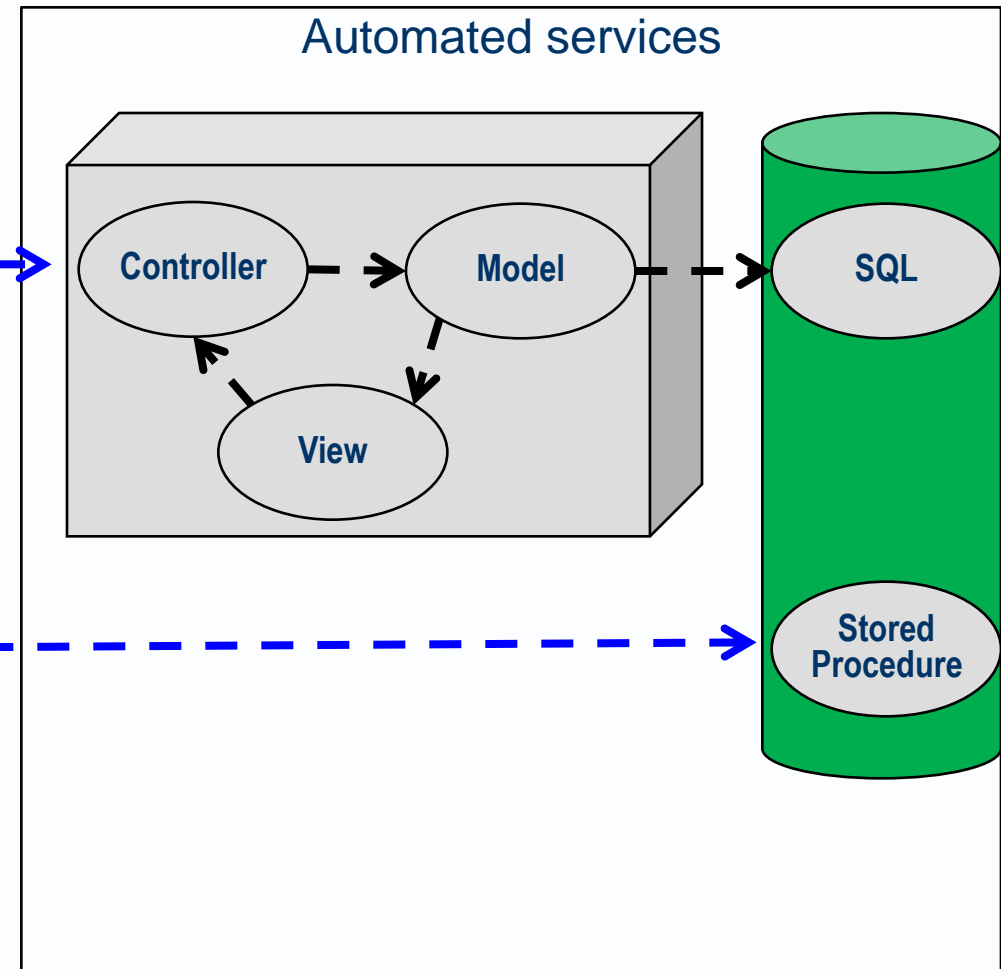 Automated services
Controller
Model
SQL
View
Stored
Procedure